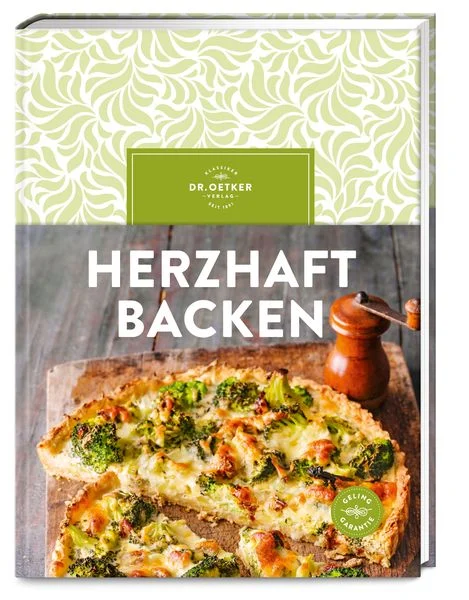 KLASSIKER
DR. OETKER
VERLAG
SEIT 1891
HERZHAFT
BACKEN
GELING
GARANTIE